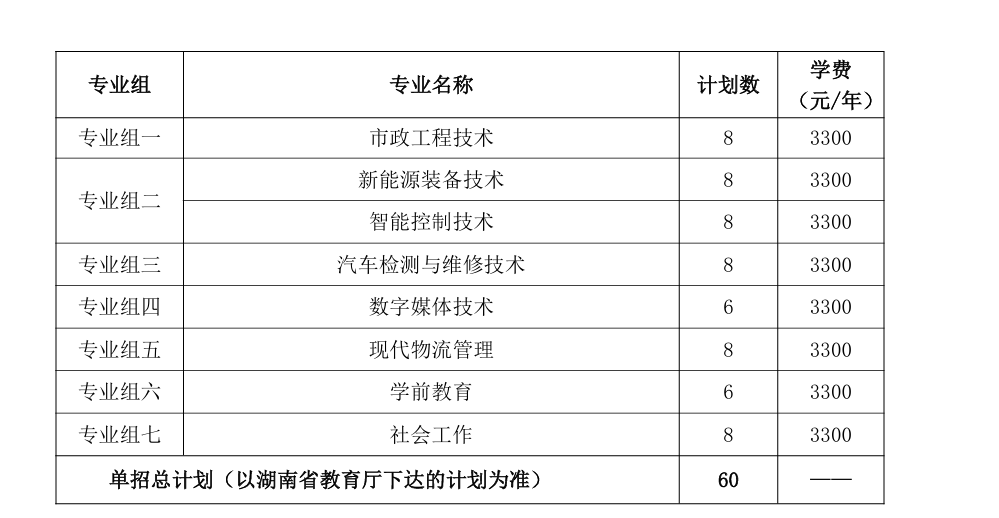 专业组 专业名称 计划数 学费
（元/年）
专业组一 市政工程技术 8 3300
专业组二 新能源装备技术 8 3300
智能控制技术 8 3300
专业组三 汽车检测与维修技术 8 3300
专业组四 数字媒体技术 6 3300
专业组五 现代物流管理 8 3300
专业组六 学前教育 6 3300
专业组七 社会工作 8 3300
单招总计划（以湖南省教育厅下达的计划为准） 60 ——